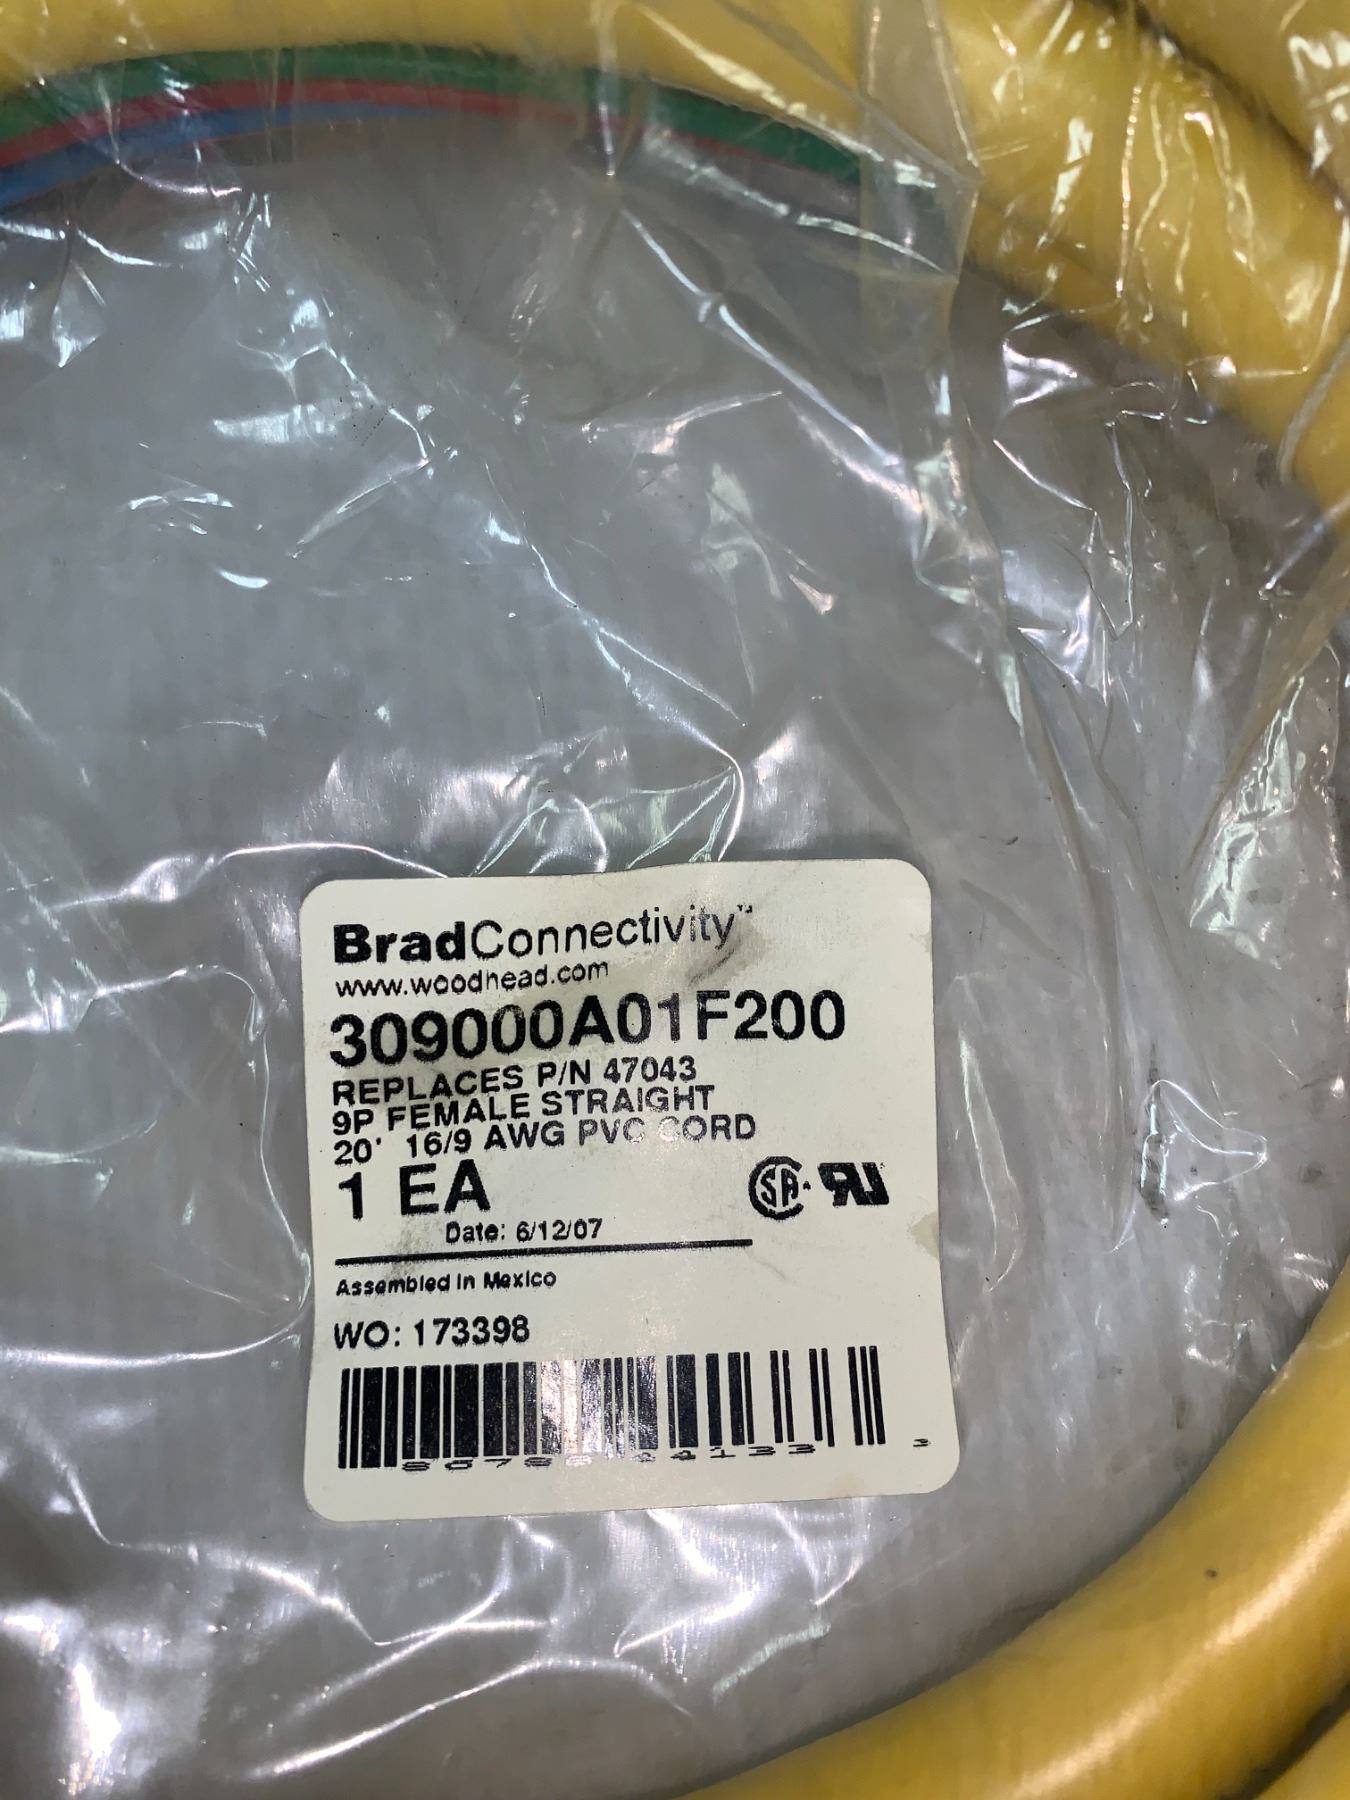 BradConnectivity™
www.woodhead.com
309000A01F200
REPLACES P/N 47043
9P FEMALE STRAIGHT
20' 16/9 AWG PVC CORD
1 EA
Date: 6/12/07
Assembled in Mexico
WO: 173398